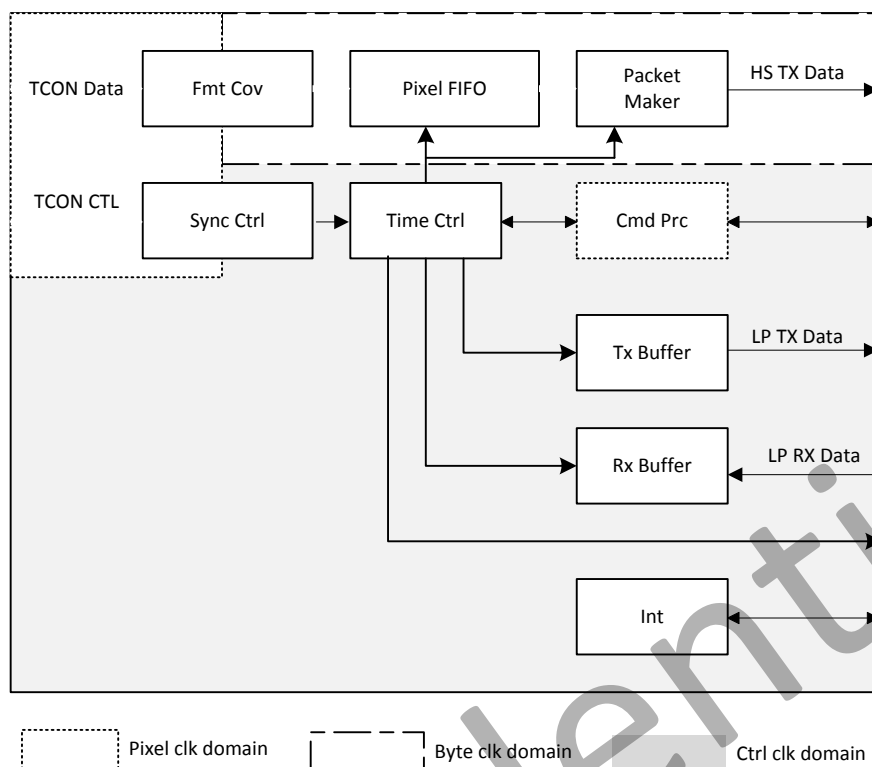 TCON Data
Fmt Cov
Pixel FIFO
Packet
Maker
HS TX Data
TCON CTL
Sync Ctrl
Time Ctrl
Cmd Prc
Tx Buffer
LP TX Data
Rx Buffer
LP RX Data
Int
Pixel clk domain
Byte clk domain
Ctrl clk domain